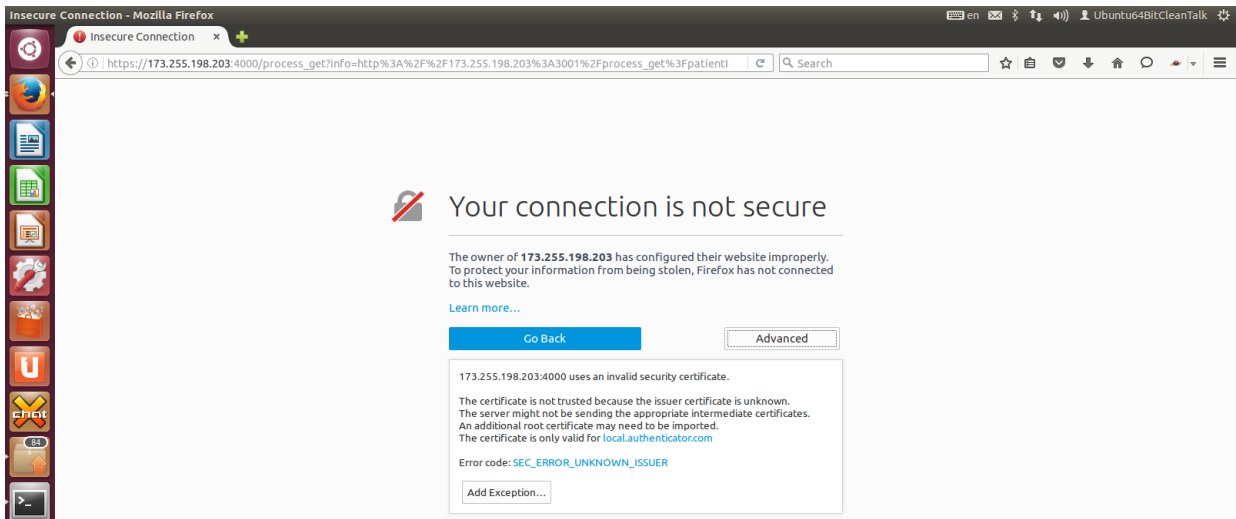 Insecure Connection - Mozilla Firefox
en
Ubuntu64BitCleanTalk
Insecure Connection
https://173.255.198.203:4000/process_get?info=http%3A%2F%2F173.255.198.203%3A3001%2Fprocess_get%3FpatientI
Search
Your connection is not secure
The owner of 173.255.198.203 has configured their website improperly.
To protect your information from being stolen, Firefox has not connected
to this website.
Learn more…
Go Back
Advanced
173.255.198.203:4000 uses an invalid security certificate.
The certificate is not trusted because the issuer certificate is unknown.
The server might not be sending the appropriate intermediate certificates.
An additional root certificate may need to be imported.
The certificate is only valid for local.authenticator.com
Error code: SEC_ERROR_UNKNOWN_ISSUER
Add Exception…
chat
84